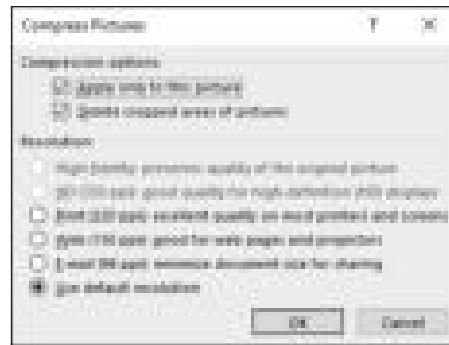 Compress Pictures ? X
Compression options:
Apply only to this picture
Delete cropped areas of pictures
Resolution:
High fidelity: preserves quality of the original picture
HD (330 ppi): good quality for high-definition (HD) displays
Print (220 ppi): excellent quality on most printers and screens
Web (150 ppi): good for web pages and projectors
E-mail (96 ppi): minimize document size for sharing
Use default resolution
OK Cancel